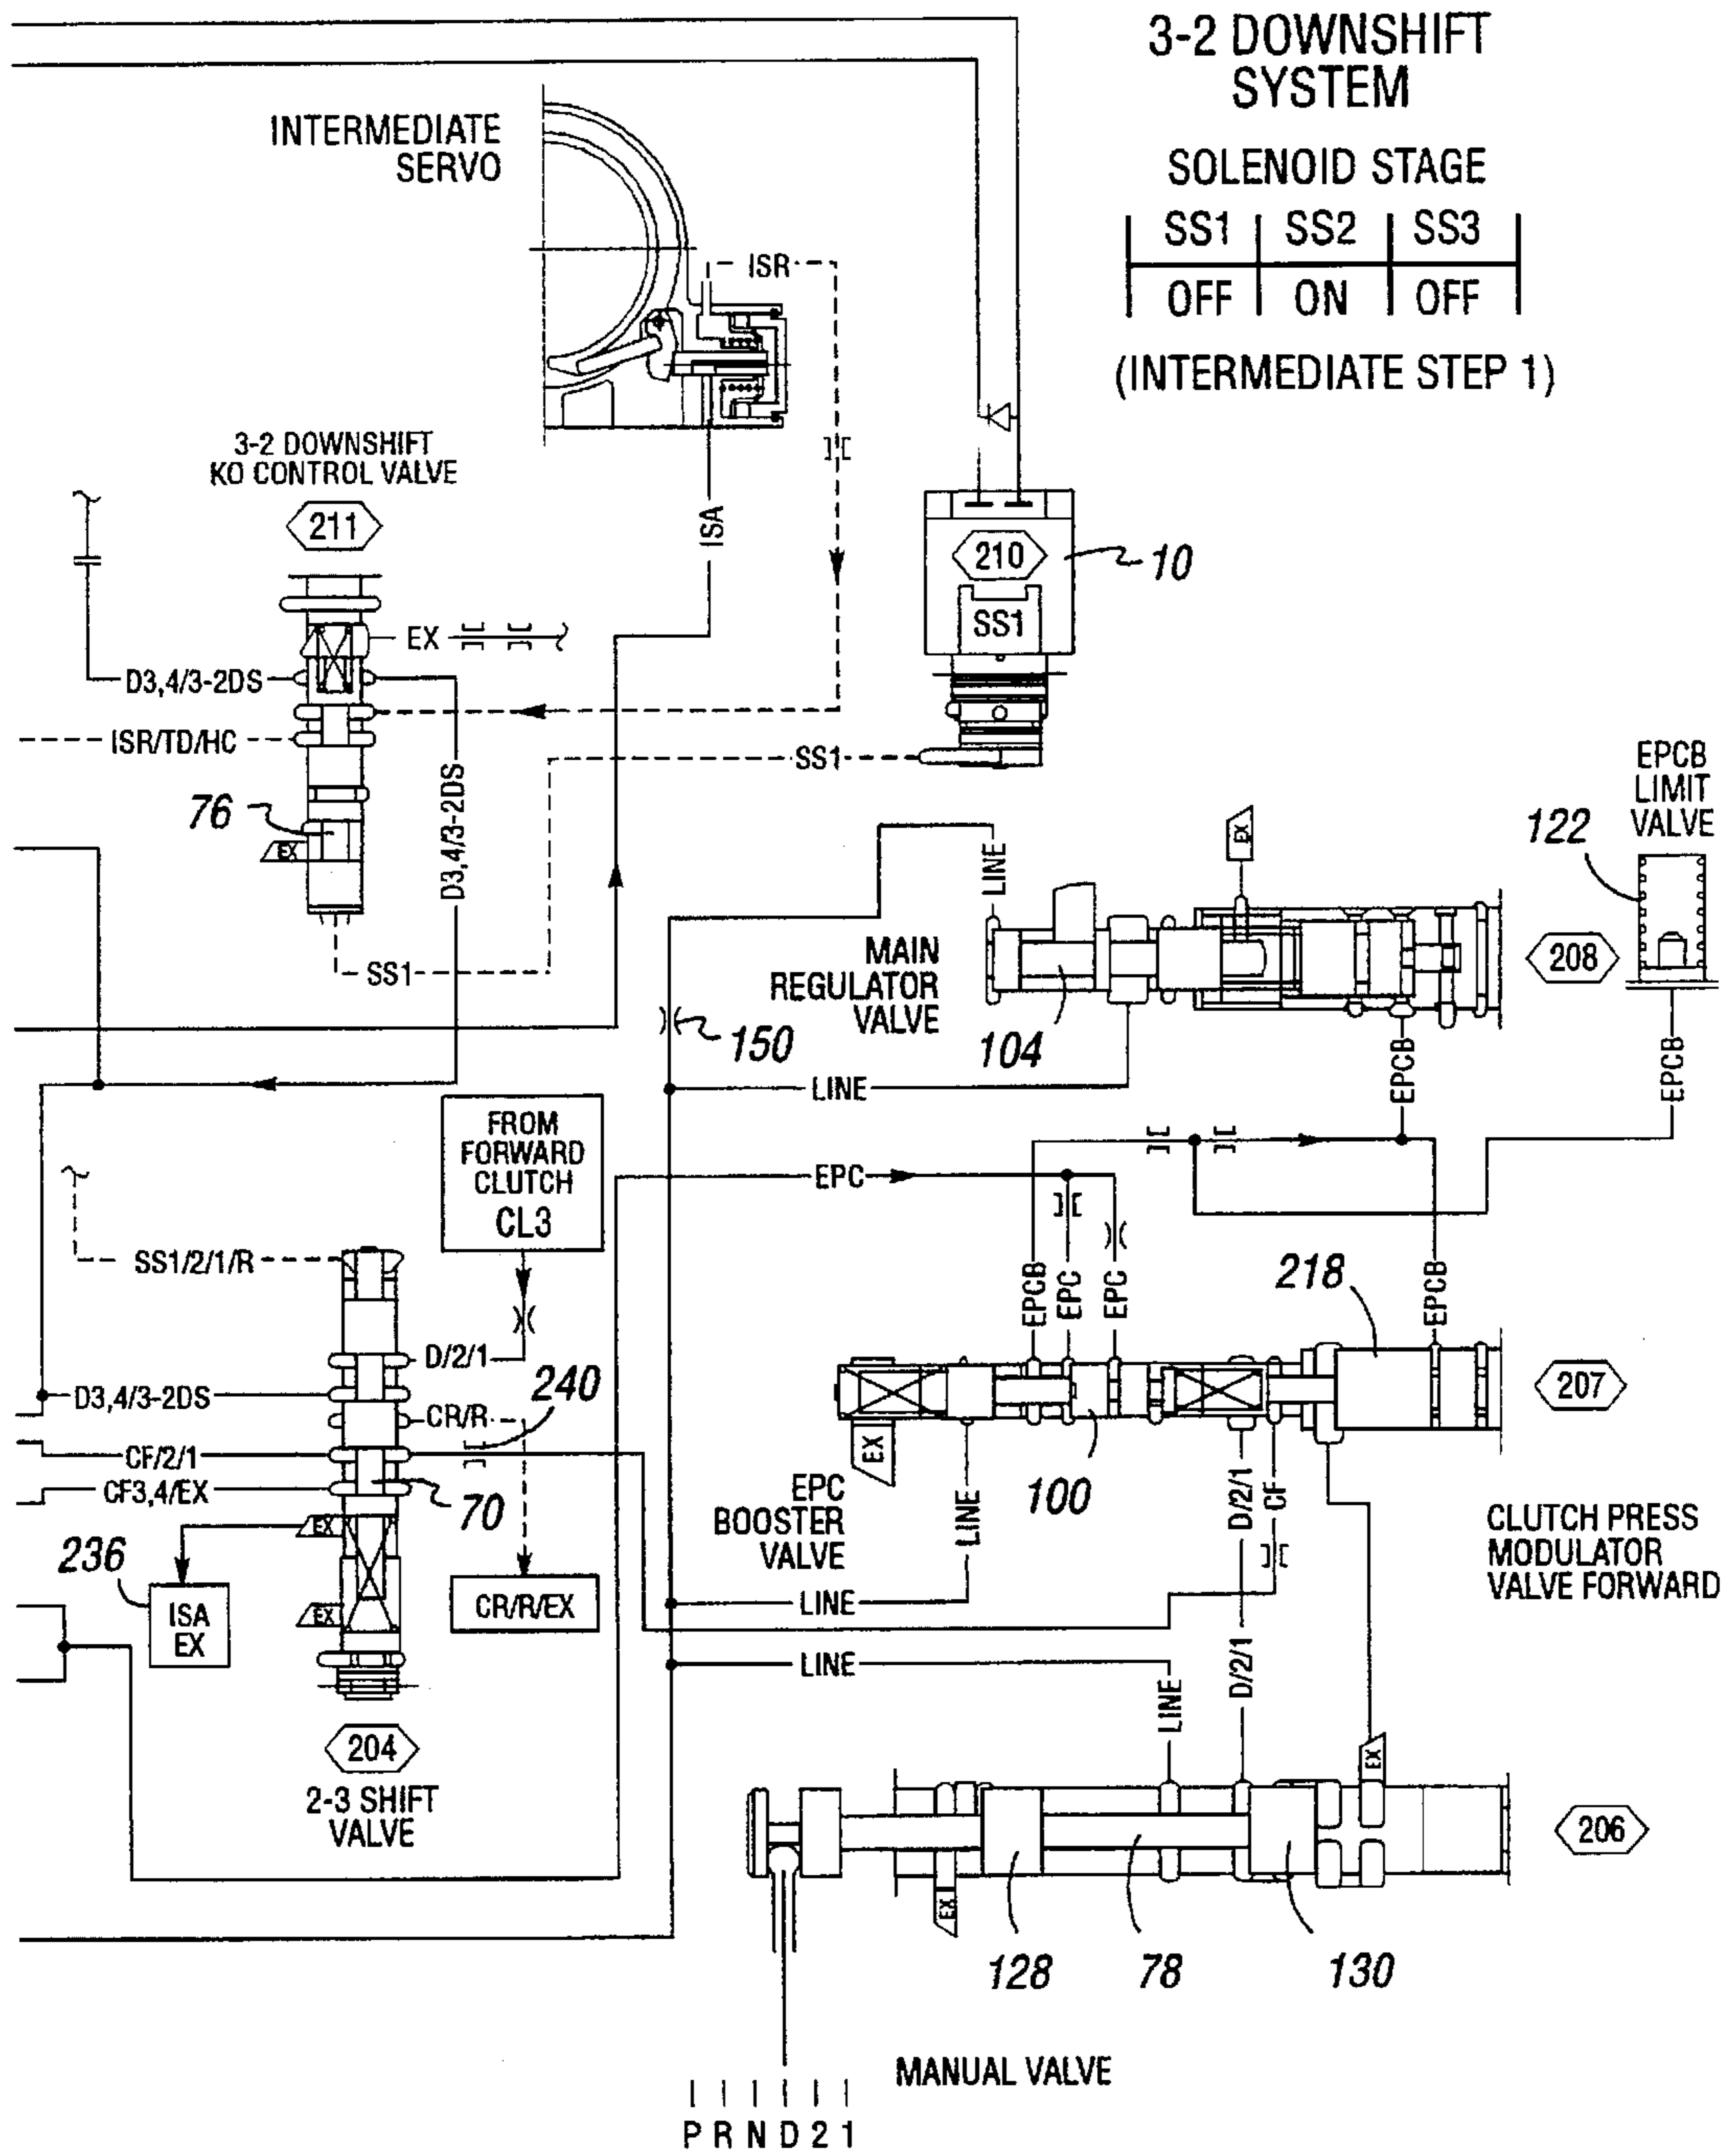 3-2 DOWNSHIFT
SYSTEM
SOLENOID STAGE
SS1 SS2 SS3
OFF ON OFF
(INTERMEDIATE STEP 1)
INTERMEDIATE
SERVO
ISR
3-2 DOWNSHIFT
KO CONTROL VALVE
211
ISA
210
10
SS1
EX
D3,4/3-2DS
ISR/TD/HC
SS1
D3,4/3-2DS
76
EX
SS1
EPCB
LIMIT
VALVE
122
LINE
EX
MAIN
REGULATOR
VALVE
208
104
150
LINE
EPCB
EPCB
FROM
FORWARD
CLUTCH
CL3
EPC
SS1/2/1/R
EPCB
EPC
EPC
218
EPCB
D/2/1
240
D3,4/3-2DS
CR/R
207
CF/2/1
CF3,4/EX
70
EX
EX
EPC
BOOSTER
VALVE
LINE
100
D/2/1
CF
CLUTCH PRESS
MODULATOR
VALVE FORWARD
236
ISA
EX
EX
CR/R/EX
LINE
LINE
LINE
D/2/1
EX
204
2-3 SHIFT
VALVE
206
EX
128
78
130
MANUAL VALVE
P R N D 2 1